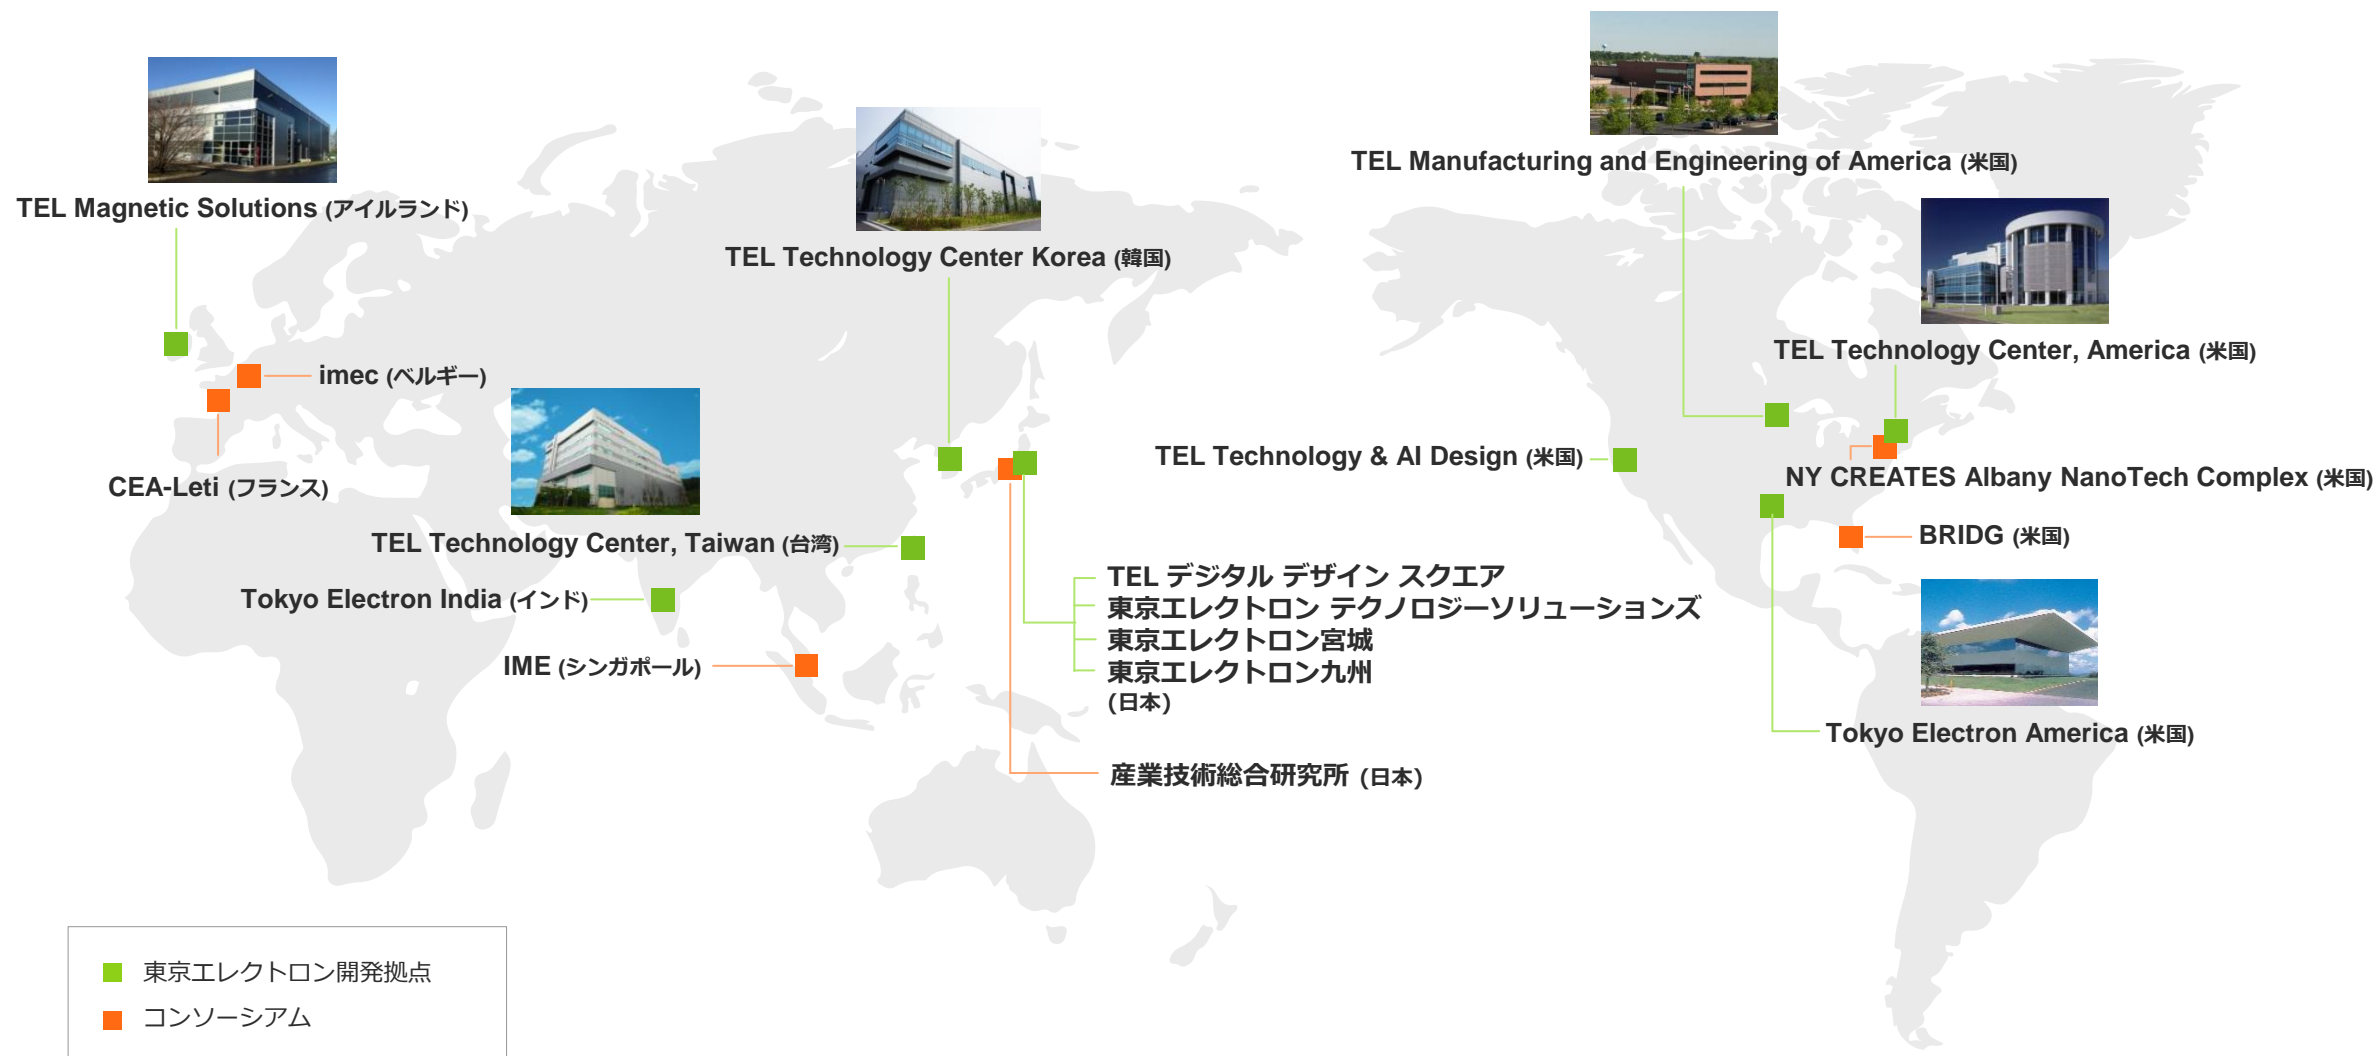 TEL Manufacturing and Engineering of America (米国)
TEL Magnetic Solutions (アイルランド)
TEL Technology Center Korea (韓国)
TEL Technology Center, America (米国)
imec (ベルギー)
TEL Technology & AI Design (米国)
NY CREATES Albany NanoTech Complex (米国)
CEA-Leti (フランス)
BRIDG (米国)
TEL Technology Center, Taiwan (台湾)
TEL デジタル デザイン スクエア
Tokyo Electron India (インド)
東京エレクトロン テクノロジーソリューションズ
東京エレクトロン宮城
IME (シンガポール)
東京エレクトロン九州
(日本)
Tokyo Electron America (米国)
産業技術総合研究所 (日本)
東京エレクトロン開発拠点
コンソーシアム